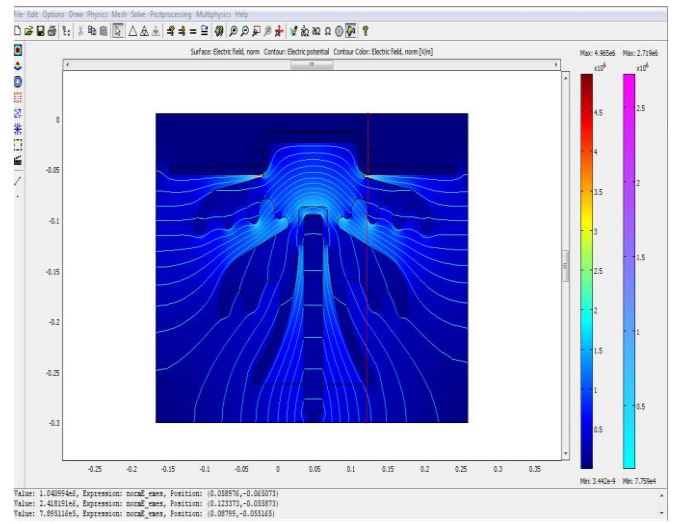 File Edit Options Draw Physics Mesh Solve Postprocessing Multiphysics Help
Surface: Electric field, norm Contour: Electric potential Contour Color: Electric field, norm [V/m]
Max: 4.965e6 Max: 2.719e6
x10⁶ x10⁶
4.5
4
3.5
3
2.5
2
1.5
1
0.5
2.5
2
1.5
1
0.5
Min: 3.442e-9 Min: 7.759e4
0
-0.05
-0.1
-0.15
-0.2
-0.25
-0.3
-0.25 -0.2 -0.15 -0.1 -0.05 0 0.05 0.1 0.15 0.2 0.25 0.3 0.35
Value: 1.040994e6, Expression: normE_emes, Position: (0.058976,-0.065073)
Value: 2.418191e6, Expression: normE_emes, Position: (0.123373,-0.055873)
Value: 7.895116e5, Expression: normE_emes, Position: (0.08799,-0.055165)